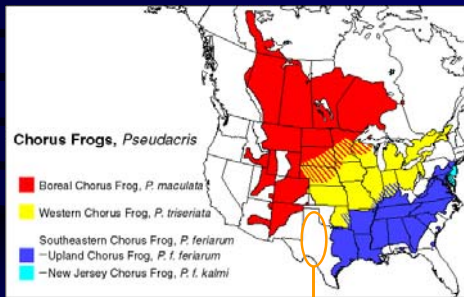 Chorus Frogs, Pseudacris
Boreal Chorus Frog, P. maculata
Western Chorus Frog, P. triseriata
Southeastern Chorus Frog, P. feriarum
–Upland Chorus Frog, P. f. feriarum
–New Jersey Chorus Frog, P. f. kalmi